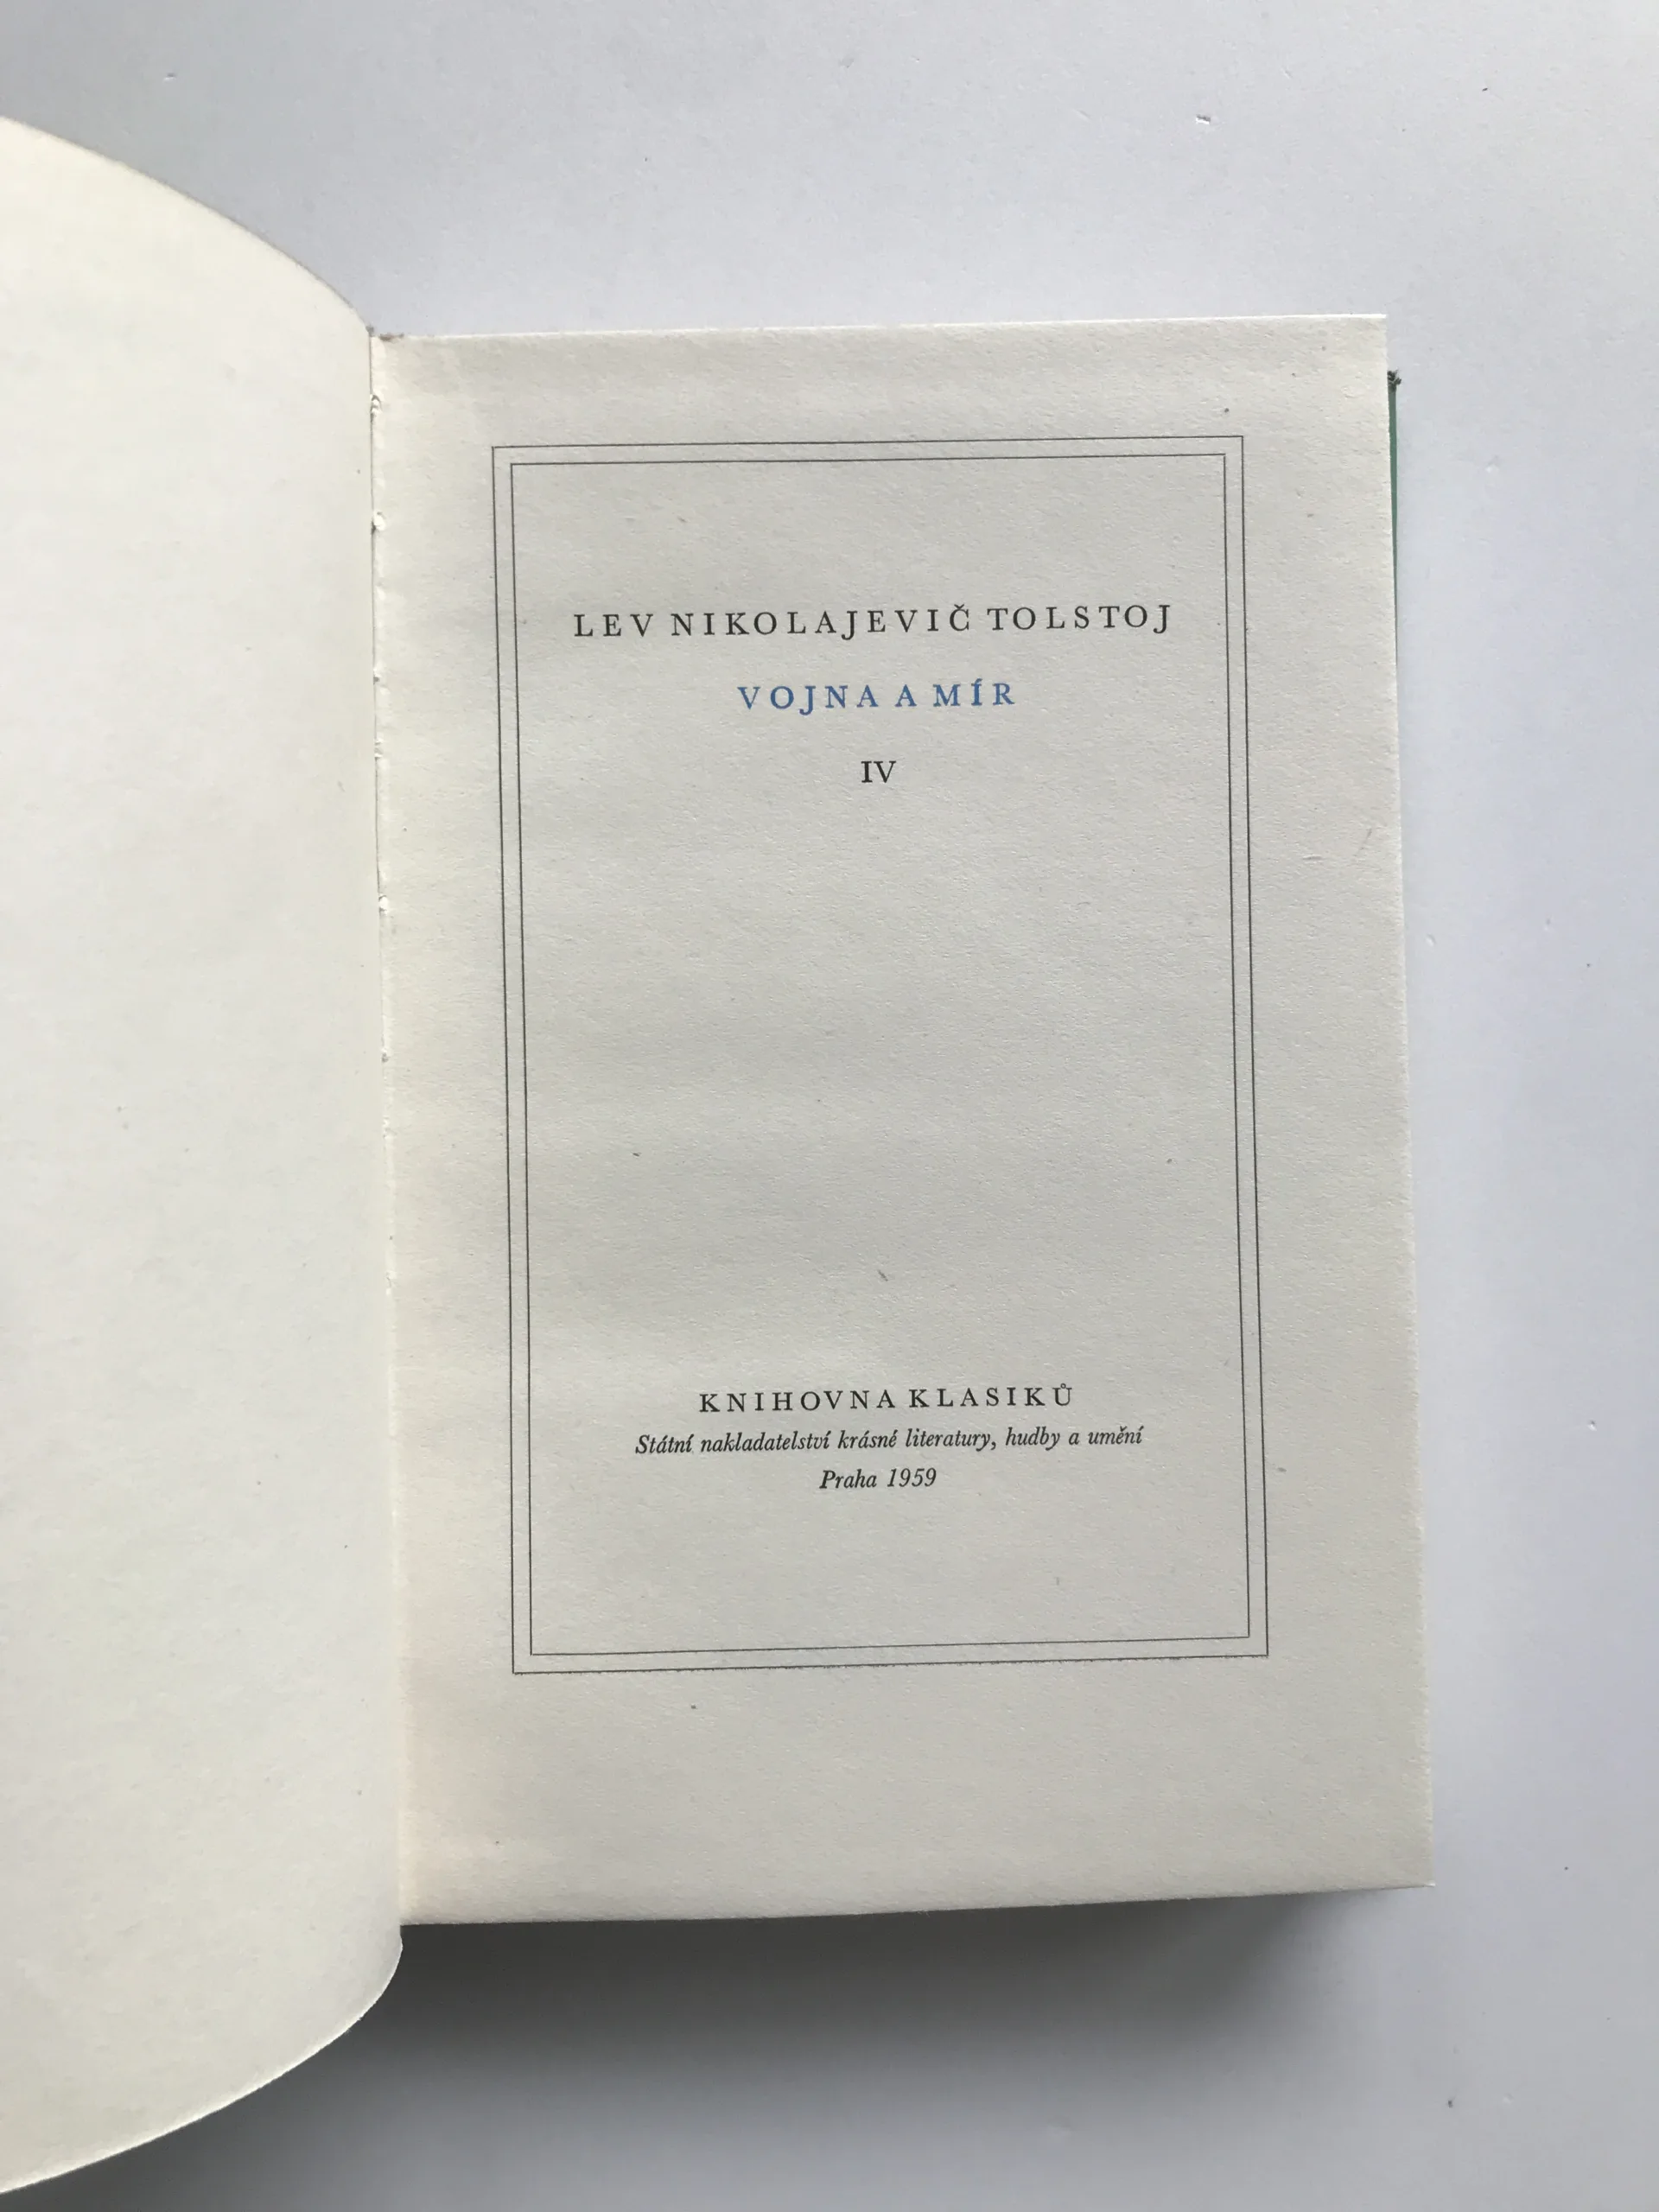 LEV NIKOLAJEVIČ TOLSTOJ
VOJNA A MÍR
IV
KNIHOVNA KLASIKŮ
Státní nakladatelství krásné literatury, hudby a umění
Praha 1959